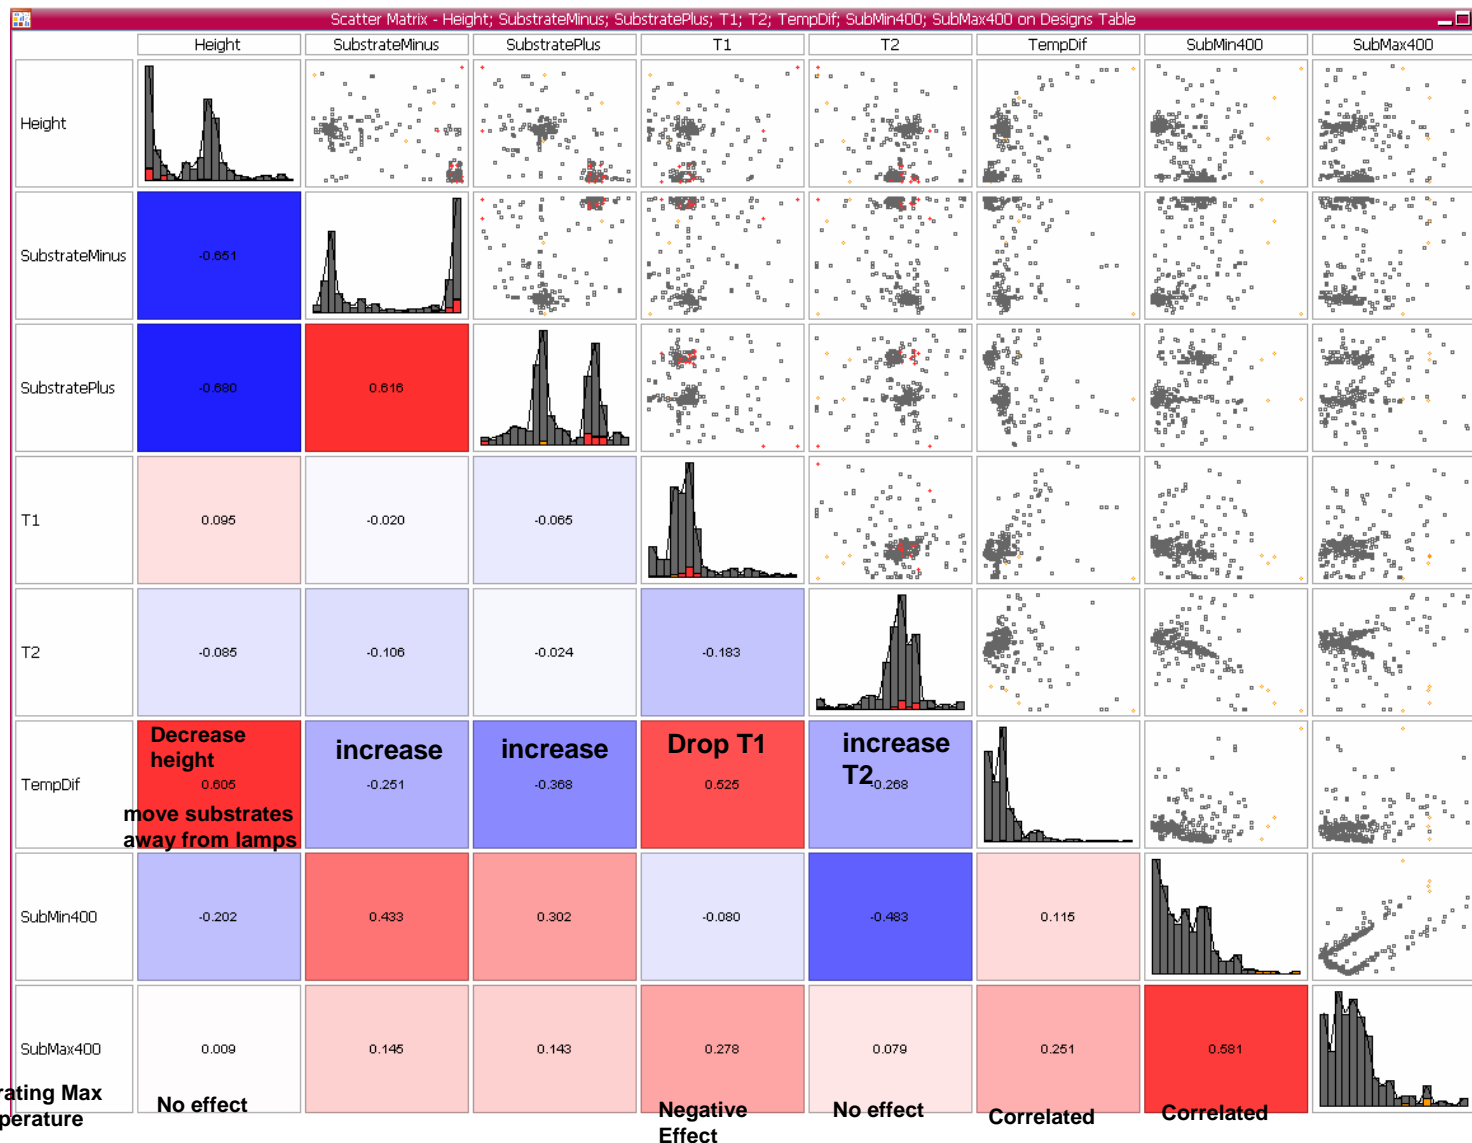 Scatter Matrix - Height; SubstrateMinus; SubstratePlus; T1; T2; TempDif; SubMin400; SubMax400 on Designs Table
Height SubstrateMinus SubstratePlus T1 T2 TempDif SubMin400 SubMax400
Height
SubstrateMinus -0.651
SubstratePlus -0.680 0.616
T1 0.095 -0.020 -0.065
T2 -0.085 -0.106 -0.024 -0.183
Decrease
height
increase
increase
Drop T1
increase
T2
TempDif 0.605 -0.251 -0.368 0.525 -0.268
move substrates
away from lamps
SubMin400 -0.202 0.433 0.302 -0.080 -0.483 0.115
SubMax400 0.009 0.145 0.143 0.278 0.079 0.251 0.581
rating Max
perature
No effect
Negative
Effect
No effect
Correlated
Correlated